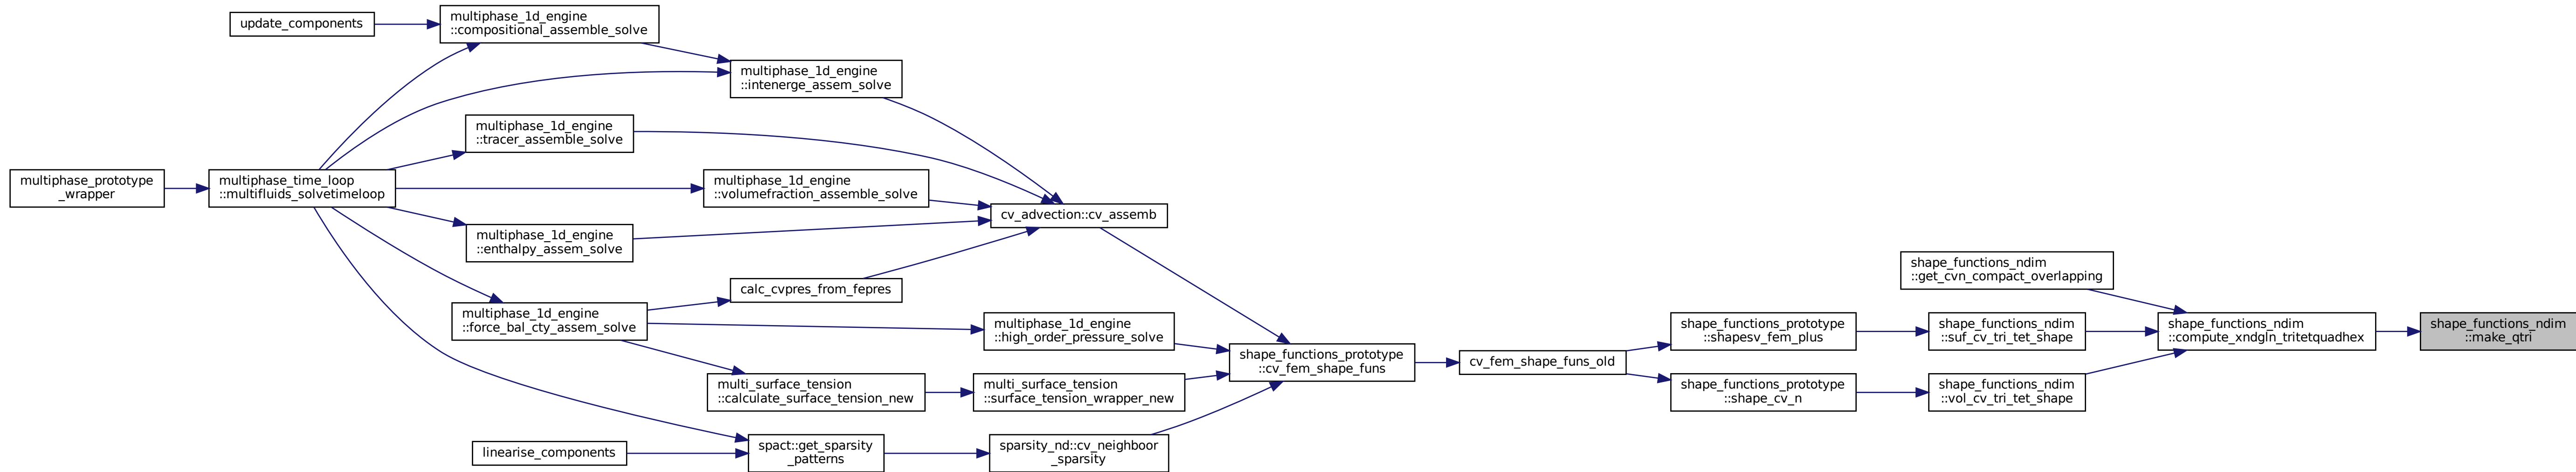 update_components
multiphase_1d_engine
::compositional_assemble_solve
multiphase_1d_engine
::intenerge_assem_solve
multiphase_1d_engine
::tracer_assemble_solve
multiphase_prototype
_wrapper
multiphase_time_loop
::multifluids_solvetimeloop
multiphase_1d_engine
::volumefraction_assemble_solve
cv_advection::cv_assemb
multiphase_1d_engine
::enthalpy_assem_solve
calc_cvpres_from_fepres
multiphase_1d_engine
::force_bal_cty_assem_solve
multiphase_1d_engine
::high_order_pressure_solve
multi_surface_tension
::calculate_surface_tension_new
multi_surface_tension
::surface_tension_wrapper_new
linearise_components
spact::get_sparsity
_patterns
sparsity_nd::cv_neighboor
_sparsity
shape_functions_prototype
::cv_fem_shape_funs
cv_fem_shape_funs_old
shape_functions_prototype
::shapesv_fem_plus
shape_functions_prototype
::shape_cv_n
shape_functions_ndim
::get_cvn_compact_overlapping
shape_functions_ndim
::suf_cv_tri_tet_shape
shape_functions_ndim
::vol_cv_tri_tet_shape
shape_functions_ndim
::compute_xndgln_tritetquadhex
shape_functions_ndim
::make_qtri